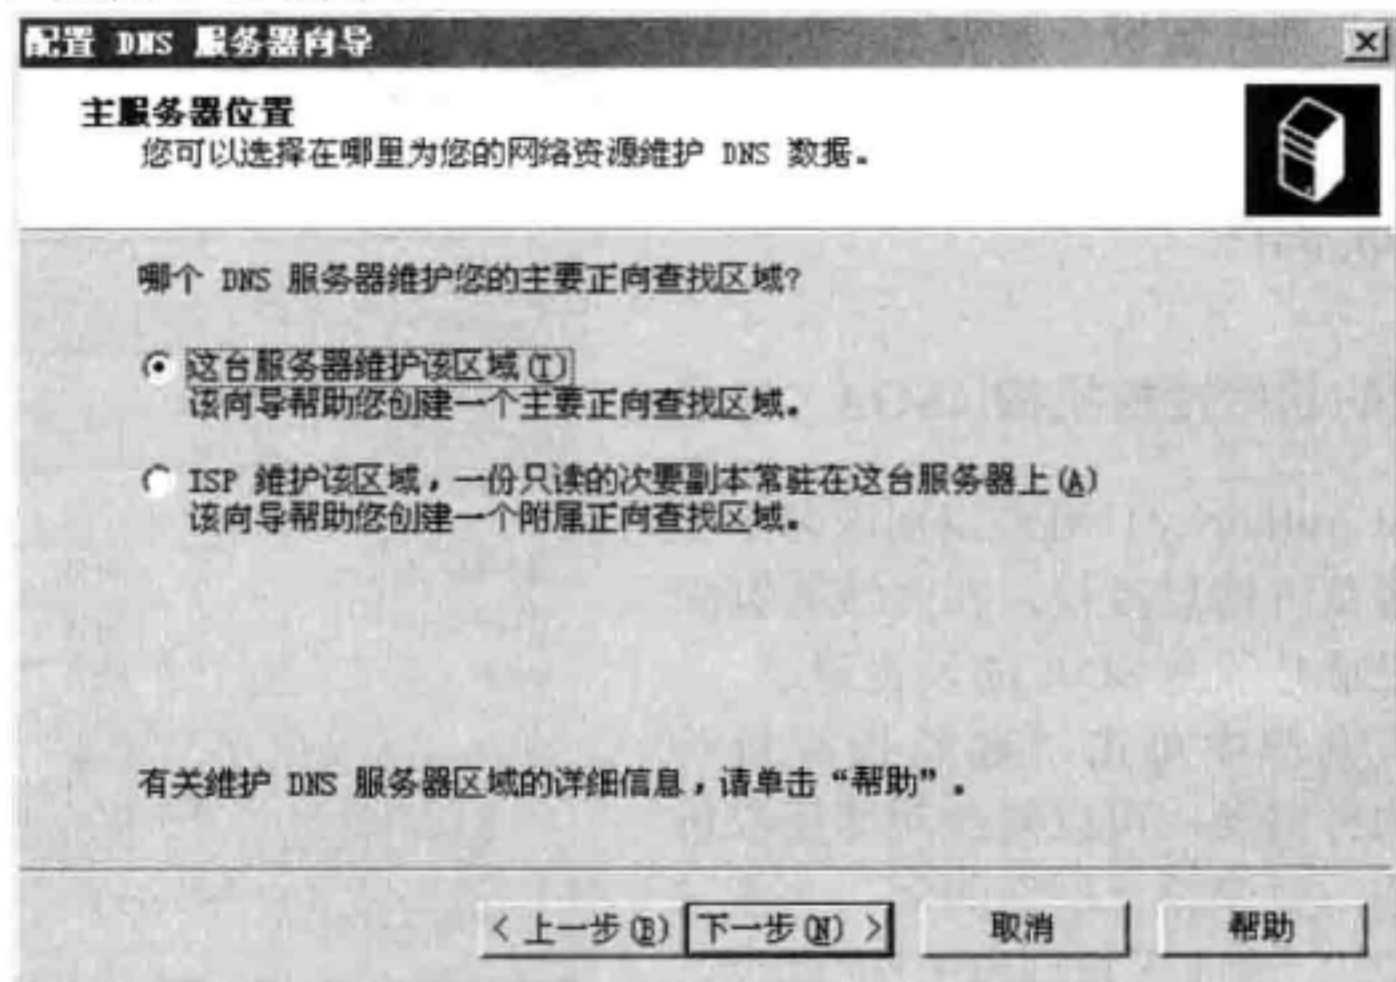 配置 DNS 服务器向导
主服务器位置
您可以选择在哪里为您的网络资源维护 DNS 数据。
哪个 DNS 服务器维护您的主要正向查找区域?
这台服务器维护该区域(T)
该向导帮助您创建一个主要正向查找区域。
ISP 维护该区域，一份只读的次要副本常驻在这台服务器上(A)
该向导帮助您创建一个附属正向查找区域。
有关维护 DNS 服务器区域的详细信息，请单击“帮助”。
< 上一步(B) 下一步(N) > 取消 帮助